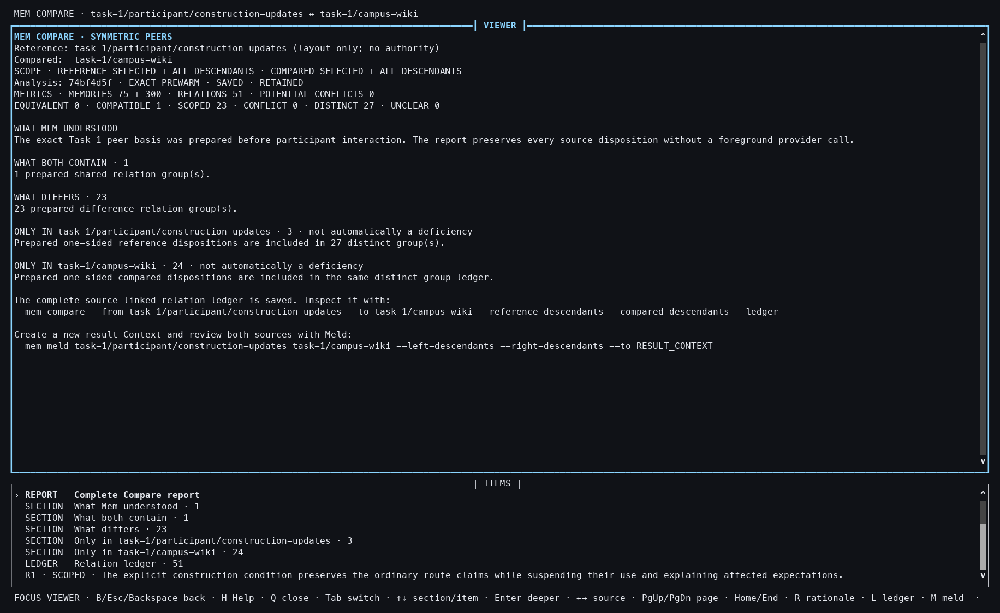 MEM COMPARE · task-1/participant/construction-updates ↔ task-1/campus-wiki
VIEWER
MEM COMPARE · SYMMETRIC PEERS
Reference: task-1/participant/construction-updates (layout only; no authority)
Compared:  task-1/campus-wiki
SCOPE · REFERENCE SELECTED + ALL DESCENDANTS · COMPARED SELECTED + ALL DESCENDANTS
Analysis: 74bf4d5f · EXACT PREWARM · SAVED · RETAINED
METRICS · MEMORIES 75 + 300 · RELATIONS 51 · POTENTIAL CONFLICTS 0
EQUIVALENT 0 · COMPATIBLE 1 · SCOPED 23 · CONFLICT 0 · DISTINCT 27 · UNCLEAR 0
WHAT MEM UNDERSTOOD
The exact Task 1 peer basis was prepared before participant interaction. The report preserves every source disposition without a foreground provider call.
WHAT BOTH CONTAIN · 1
1 prepared shared relation group(s).
WHAT DIFFERS · 23
23 prepared difference relation group(s).
ONLY IN task-1/participant/construction-updates · 3 · not automatically a deficiency
Prepared one-sided reference dispositions are included in 27 distinct group(s).
ONLY IN task-1/campus-wiki · 24 · not automatically a deficiency
Prepared one-sided compared dispositions are included in the same distinct-group ledger.
The complete source-linked relation ledger is saved. Inspect it with:
  mem compare --from task-1/participant/construction-updates --to task-1/campus-wiki --reference-descendants --compared-descendants --ledger
Create a new result Context and review both sources with Meld:
  mem meld task-1/participant/construction-updates task-1/campus-wiki --left-descendants --right-descendants --to RESULT_CONTEXT
ITEMS
› REPORT   Complete Compare report
  SECTION  What Mem understood · 1
  SECTION  What both contain · 1
  SECTION  What differs · 23
  SECTION  Only in task-1/participant/construction-updates · 3
  SECTION  Only in task-1/campus-wiki · 24
  LEDGER   Relation ledger · 51
  R1 · SCOPED · The explicit construction condition preserves the ordinary route claims while suspending their use and explaining affected expectations.
FOCUS VIEWER · B/Esc/Backspace back · H Help · Q close · Tab switch · ↑↓ section/item · Enter deeper · ←→ source · PgUp/PgDn page · Home/End · R rationale · L ledger · M meld  ·